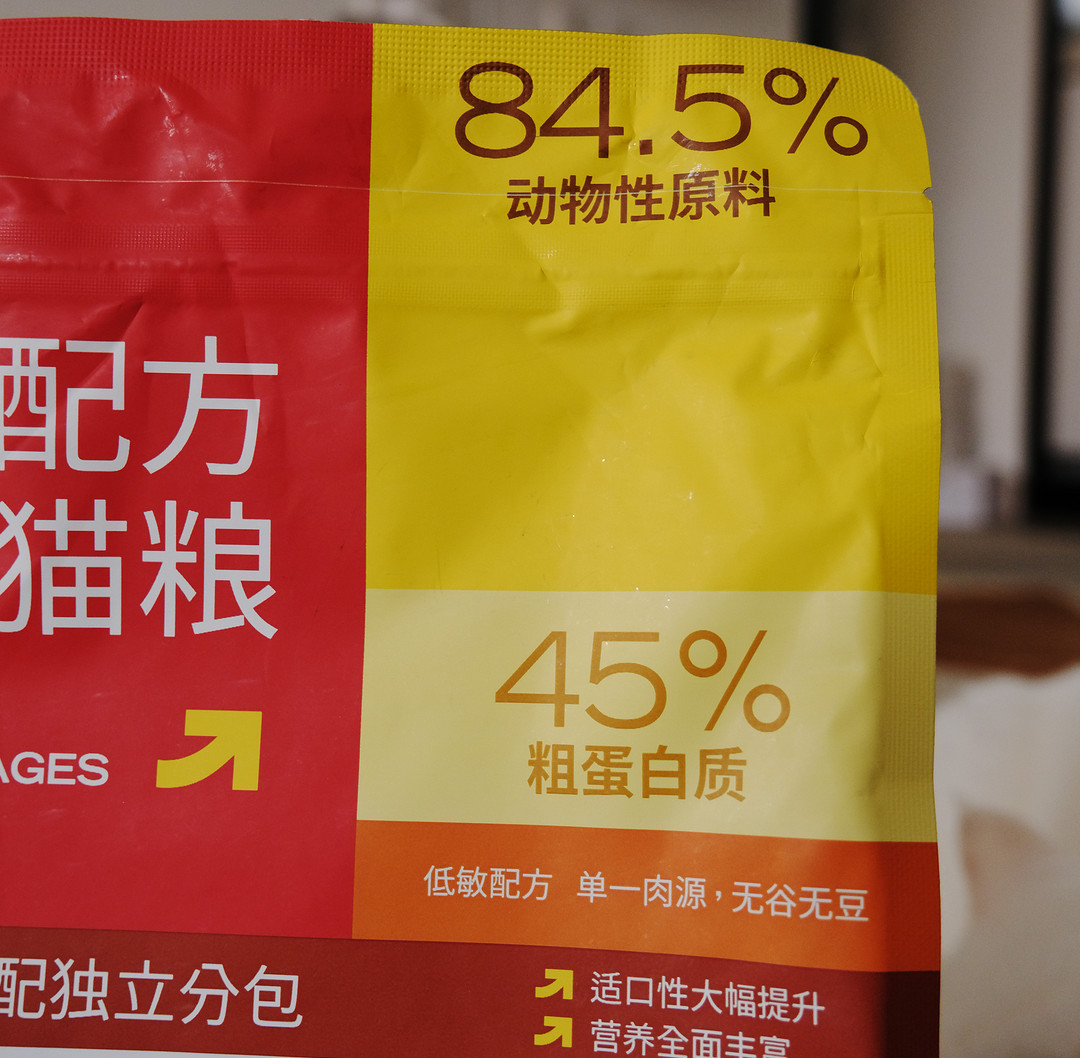 84.5%
动物性原料
配方
猫粮
AGES
45%
粗蛋白质
低敏配方 单一肉源，无谷无豆
配独立分包
适口性大幅提升
营养全面丰富